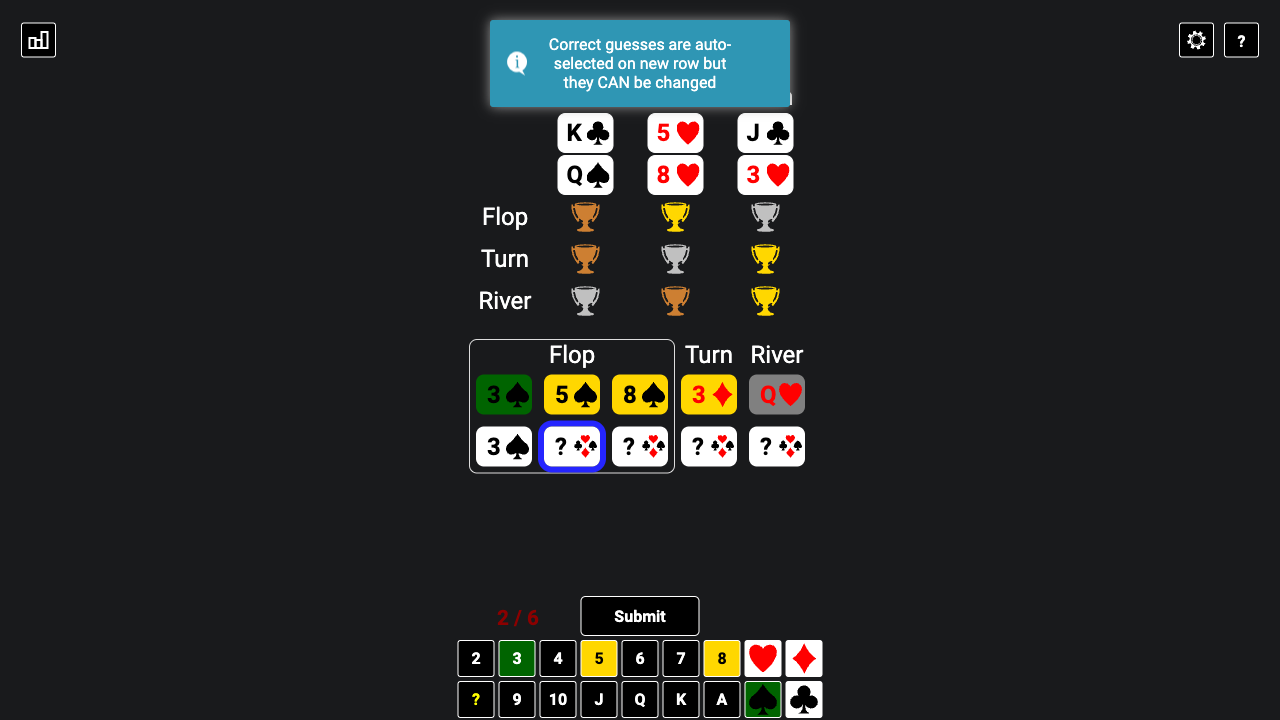 ?
Correct guesses are auto-
selected on new row but
they CAN be changed
K 5 J
Q 8 3
Flop
Turn
River
Flop Turn River
3 5 8 3 Q
3 ? ? ? ?
2 / 6 Submit
2 3 4 5 6 7 8
? 9 10 J Q K A